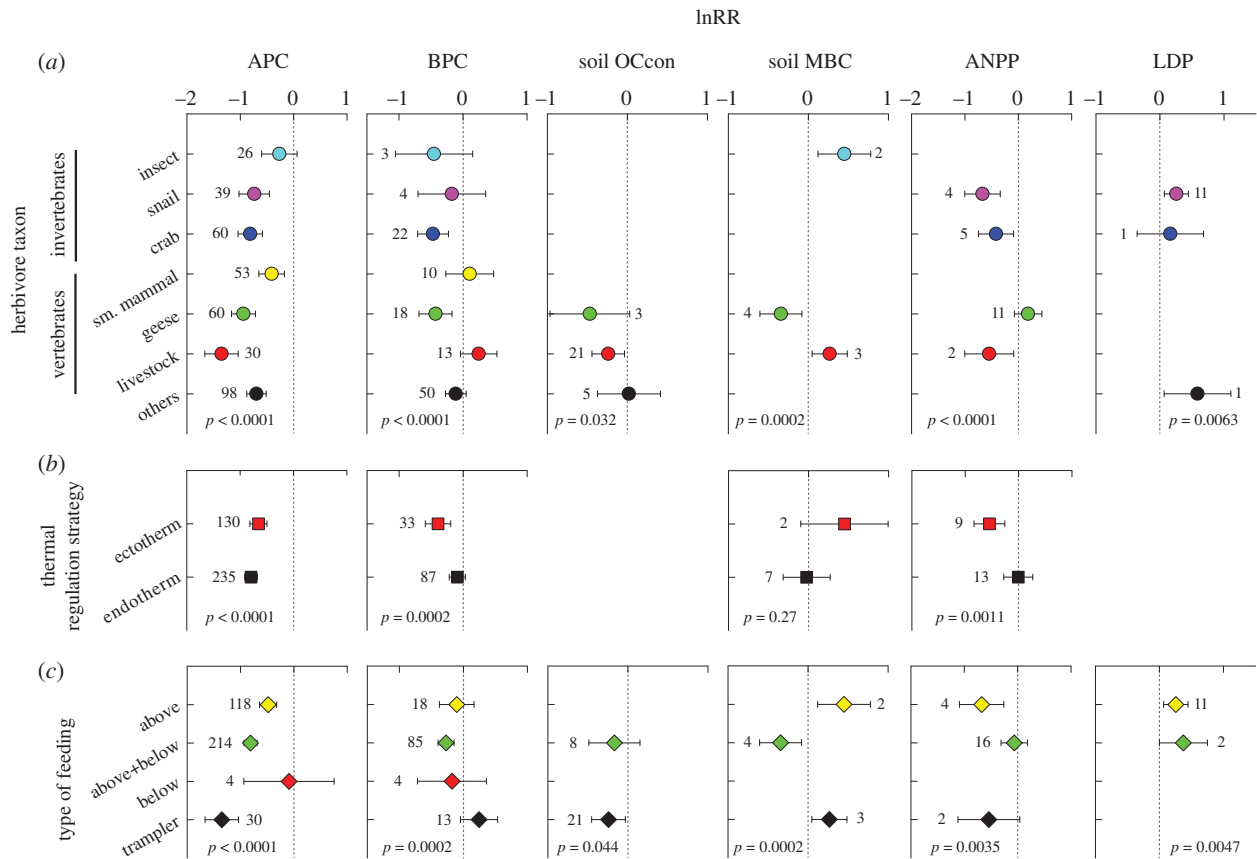 lnRR
(a) APC BPC soil OCcon soil MBC ANPP LDP
−2 −1 0 1 −1 0 1 −1 0 1 −1 0 1 −2 −1 0 1 −1 0 1
herbivore taxon
invertebrates
vertebrates
insect 26 3 2
snail 39 4 4 11
crab 60 22 5 1
sm. mammal 53 10
geese 60 18 3 4 11
livestock 30 13 21 3 2
others 98 50 5 1
p < 0.0001 p < 0.0001 p = 0.032 p = 0.0002 p < 0.0001 p = 0.0063
(b)
thermal
regulation strategy
ectotherm 130 33 2 9
endotherm 235 87 7 13
p < 0.0001 p = 0.0002 p = 0.27 p = 0.0011
(c)
type of feeding
above 118 18 2 4 11
above+below 214 85 8 4 16 2
below 4 4
trampler 30 13 21 3 2
p < 0.0001 p = 0.0002 p = 0.044 p = 0.0002 p = 0.0035 p = 0.0047